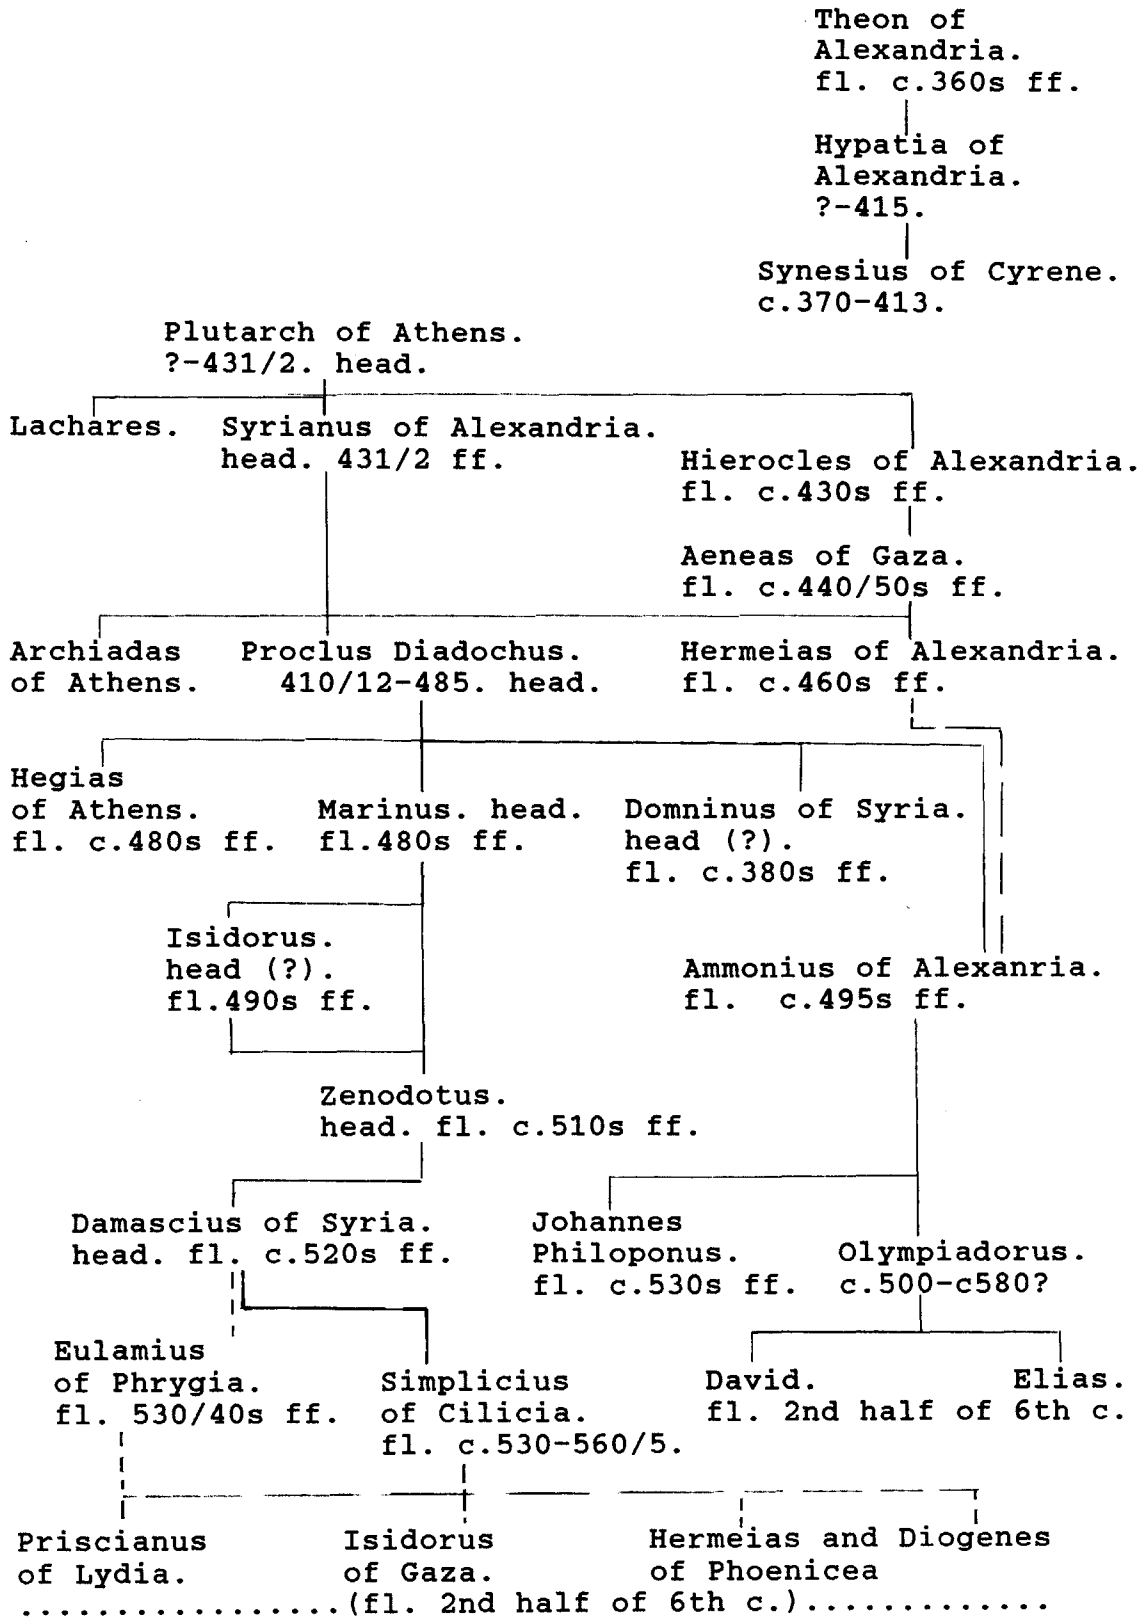 Theon of
Alexandria.
fl. c.360s ff.
Hypatia of
Alexandria.
?-415.
Synesius of Cyrene.
c.370-413.
Plutarch of Athens.
?-431/2. head.
Lachares.
Syrianus of Alexandria.
head. 431/2 ff.
Hierocles of Alexandria.
fl. c.430s ff.
Aeneas of Gaza.
fl. c.440/50s ff.
Archiadas
of Athens.
Proclus Diadochus.
410/12-485. head.
Hermeias of Alexandria.
fl. c.460s ff.
Hegias
of Athens.
fl. c.480s ff.
Marinus. head.
fl.480s ff.
Domninus of Syria.
head (?).
fl. c.380s ff.
Isidorus.
head (?).
fl.490s ff.
Ammonius of Alexanria.
fl. c.495s ff.
Zenodotus.
head. fl. c.510s ff.
Damascius of Syria.
head. fl. c.520s ff.
Johannes
Philoponus.
fl. c.530s ff.
Olympiadorus.
c.500-c580?
Eulamius
of Phrygia.
fl. 530/40s ff.
Simplicius
of Cilicia.
fl. c.530-560/5.
David.
Elias.
fl. 2nd half of 6th c.
Priscianus
of Lydia.
Isidorus
of Gaza.
Hermeias and Diogenes
of Phoenicea
.................(fl. 2nd half of 6th c.).............